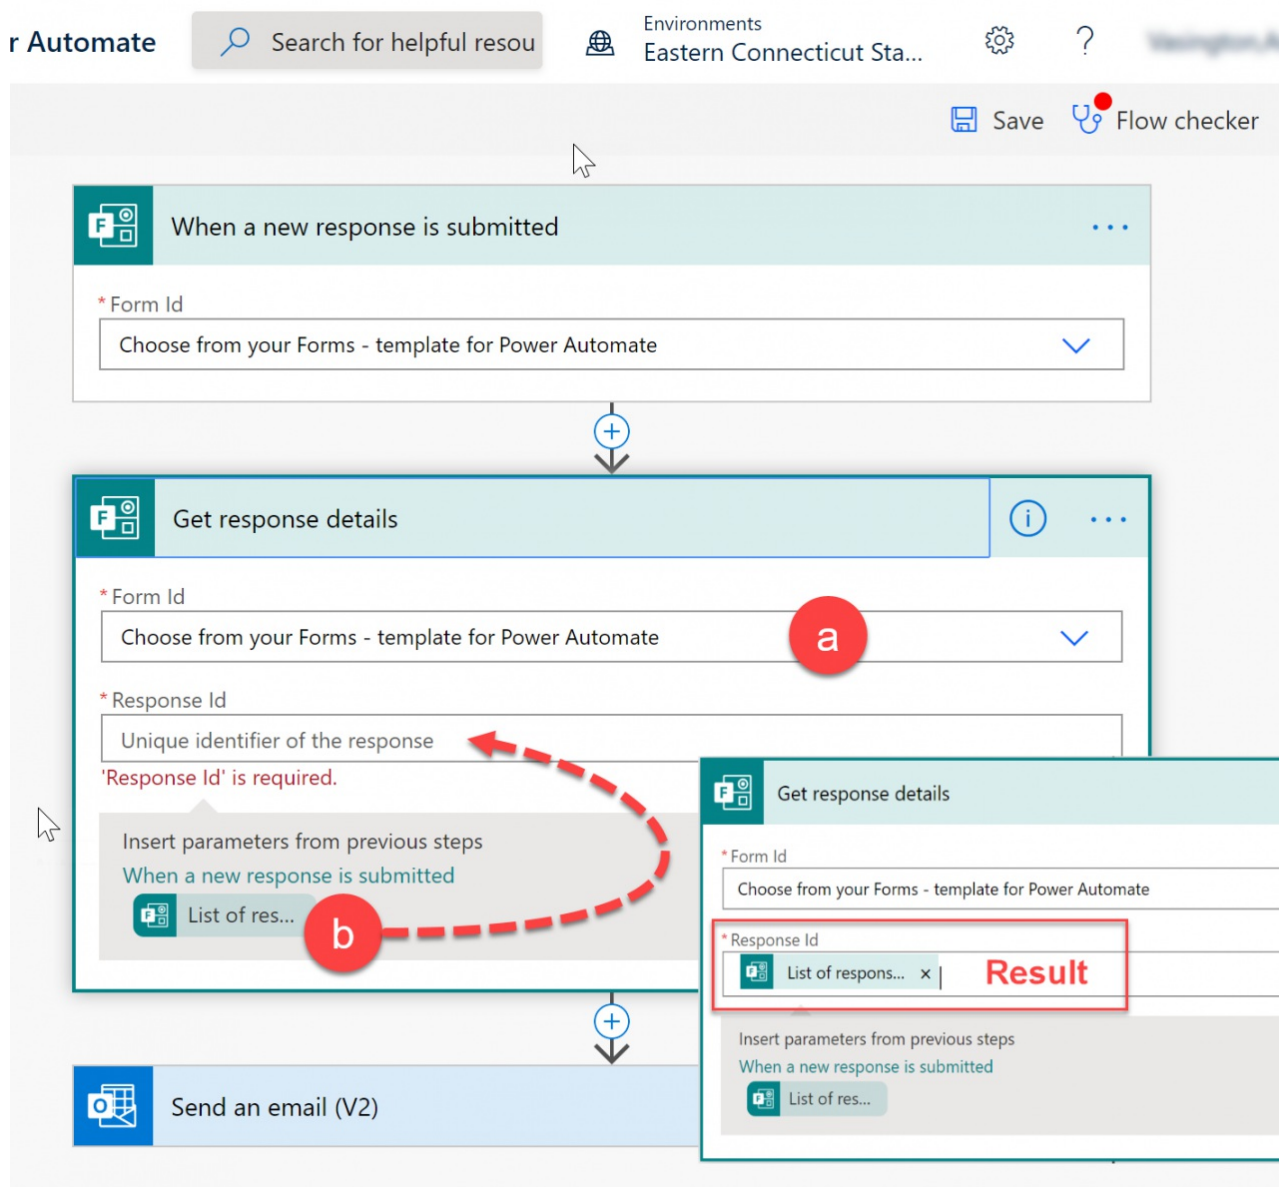 r Automate
Search for helpful resou
Environments
Eastern Connecticut Sta...
?
Save
Flow checker
When a new response is submitted
* Form Id
Choose from your Forms - template for Power Automate
Get response details
* Form Id
Choose from your Forms - template for Power Automate
a
* Response Id
Unique identifier of the response
'Response Id' is required.
Insert parameters from previous steps
When a new response is submitted
List of res...
b
Send an email (V2)
Get response details
* Form Id
Choose from your Forms - template for Power Automate
* Response Id
List of respons... ×
Result
Insert parameters from previous steps
When a new response is submitted
List of res...